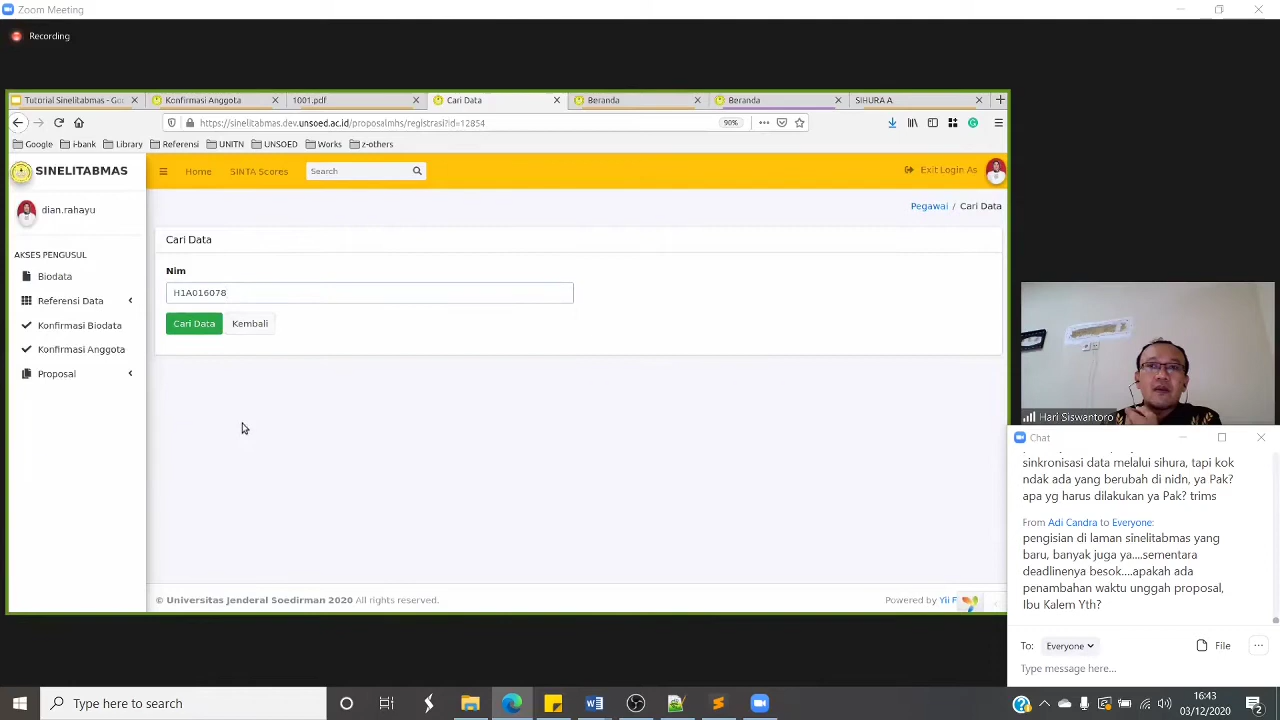 Zoom Meeting
Recording
Tutorial Sinelitabmas - Go
Konfirmasi Anggota
1001.pdf
Cari Data
Beranda
Beranda
SIHURA A.
https://sinelitabmas.dev.unsoed.ac.id/proposalmhs/registrasi?id=12854
90%
Google
I-bank
Library
Referensi
UNITN
UNSOED
Works
z-others
SINELITABMAS
Home
SINTA Scores
Search
Exit Login As
dian.rahayu
Pegawai / Cari Data
AKSES PENGUSUL
Biodata
Referensi Data
Konfirmasi Biodata
Konfirmasi Anggota
Proposal
Cari Data
Nim
H1A016078
Cari Data
Kembali
© Universitas Jenderal Soedirman 2020 All rights reserved.
Powered by Yii F
Hari Siswantoro
Chat
sinkronisasi data melalui sihura, tapi kok
ndak ada yang berubah di nidn, ya Pak?
apa yg harus dilakukan ya Pak? trims
From Adi Candra to Everyone:
pengisian di laman sinelitabmas yang
baru, banyak juga ya....sementara
deadlinenya besok....apakah ada
penambahan waktu unggah proposal,
Ibu Kalem Yth?
To: Everyone
File
Type message here...
Type here to search
16:43
03/12/2020
2